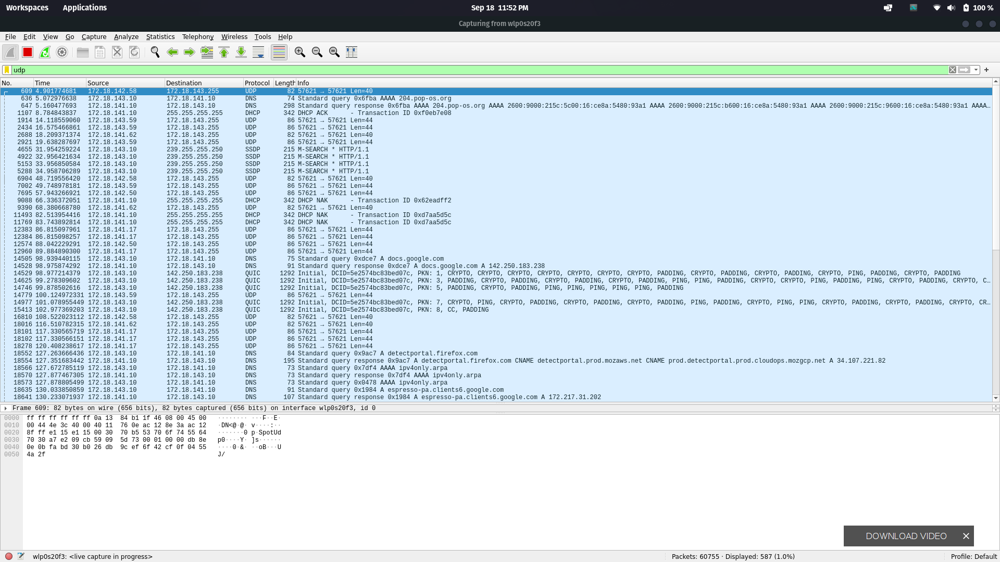 Workspaces Applications Sep 18 11:52 PM 100 %
Capturing from wlp0s20f3
File Edit View Go Capture Analyze Statistics Telephony Wireless Tools Help
udp
No. Time Source Destination Protocol Length Info
609 4.901774681 172.18.142.58 172.18.143.255 UDP 82 57621 → 57621 Len=40
636 5.072976638 172.18.143.10 172.18.141.10 DNS 74 Standard query 0x6fba AAAA 204.pop-os.org
647 5.160477693 172.18.141.10 172.18.143.10 DNS 298 Standard query response 0x6fba AAAA 204.pop-os.org AAAA 2600:9000:215c:5c00:16:ce8a:5480:93a1 AAAA 2600:9000:215c:b600:16:ce8a:5480:93a1 AAAA 2600:9000:215c:9600:16:ce8a:5480:93a1 AAAA…
1107 8.784843837 172.18.141.10 255.255.255.255 DHCP 342 DHCP ACK - Transaction ID 0xf0eb7e08
1914 14.118559060 172.18.143.59 172.18.143.255 UDP 86 57621 → 57621 Len=44
2434 16.575466861 172.18.143.59 172.18.143.255 UDP 86 57621 → 57621 Len=44
2688 18.209371374 172.18.141.62 172.18.143.255 UDP 82 57621 → 57621 Len=40
2921 19.638287697 172.18.143.59 172.18.143.255 UDP 86 57621 → 57621 Len=44
4655 31.954259224 172.18.143.10 239.255.255.250 SSDP 215 M-SEARCH * HTTP/1.1
4922 32.956421634 172.18.143.10 239.255.255.250 SSDP 215 M-SEARCH * HTTP/1.1
5153 33.956850584 172.18.143.10 239.255.255.250 SSDP 215 M-SEARCH * HTTP/1.1
5288 34.958706289 172.18.143.10 239.255.255.250 SSDP 215 M-SEARCH * HTTP/1.1
6904 48.719556420 172.18.142.58 172.18.143.255 UDP 82 57621 → 57621 Len=40
7002 49.748978181 172.18.143.59 172.18.143.255 UDP 86 57621 → 57621 Len=44
7695 57.943266921 172.18.142.50 172.18.143.255 UDP 86 57621 → 57621 Len=44
9088 66.336372051 172.18.141.10 255.255.255.255 DHCP 342 DHCP NAK - Transaction ID 0x62eadff2
9390 68.380668780 172.18.141.62 172.18.143.255 UDP 82 57621 → 57621 Len=40
11493 82.513954416 172.18.141.10 255.255.255.255 DHCP 342 DHCP NAK - Transaction ID 0xd7aa5d5c
11769 83.743892814 172.18.141.10 255.255.255.255 DHCP 342 DHCP NAK - Transaction ID 0xd7aa5d5c
12383 86.815097961 172.18.141.17 172.18.143.255 UDP 86 57621 → 57621 Len=44
12384 86.815098257 172.18.141.17 172.18.143.255 UDP 86 57621 → 57621 Len=44
12574 88.042229291 172.18.142.50 172.18.143.255 UDP 86 57621 → 57621 Len=44
12960 89.884890300 172.18.141.17 172.18.143.255 UDP 86 57621 → 57621 Len=44
14505 98.939440115 172.18.143.10 172.18.141.10 DNS 75 Standard query 0xdce7 A docs.google.com
14528 98.975874292 172.18.141.10 172.18.143.10 DNS 91 Standard query response 0xdce7 A docs.google.com A 142.250.183.238
14529 98.977214379 172.18.143.10 142.250.183.238 QUIC 1292 Initial, DCID=5e2574bc83bed07c, PKN: 1, CRYPTO, CRYPTO, CRYPTO, CRYPTO, CRYPTO, CRYPTO, CRYPTO, PADDING, CRYPTO, PADDING, CRYPTO, PADDING, CRYPTO, PING, PADDING, CRYPTO, PADDING
14625 99.278309602 172.18.143.10 142.250.183.238 QUIC 1292 Initial, DCID=5e2574bc83bed07c, PKN: 3, PADDING, CRYPTO, PADDING, CRYPTO, PADDING, CRYPTO, PADDING, PING, PING, PADDING, CRYPTO, CRYPTO, PING, PADDING, PING, CRYPTO, PADDING, CRYPTO, C…
14746 99.878502616 172.18.143.10 142.250.183.238 QUIC 1292 Initial, DCID=5e2574bc83bed07c, PKN: 5, PADDING, CRYPTO, PADDING, PING, PING, PING, PING, PING, PADDING
14779 100.124972331 172.18.143.59 172.18.143.255 UDP 86 57621 → 57621 Len=44
14977 101.078955449 172.18.143.10 142.250.183.238 QUIC 1292 Initial, DCID=5e2574bc83bed07c, PKN: 7, CRYPTO, PING, CRYPTO, PADDING, CRYPTO, PADDING, CRYPTO, PADDING, PING, PADDING, CRYPTO, PING, PING, CRYPTO, PADDING, CRYPTO, PADDING, CRYPTO, CR…
15413 102.977369203 172.18.143.10 142.250.183.238 QUIC 1292 Initial, DCID=5e2574bc83bed07c, PKN: 8, CC, PADDING
16810 108.522023112 172.18.142.58 172.18.143.255 UDP 82 57621 → 57621 Len=40
18016 116.510782315 172.18.141.62 172.18.143.255 UDP 82 57621 → 57621 Len=40
18101 117.330565719 172.18.141.17 172.18.143.255 UDP 86 57621 → 57621 Len=44
18102 117.330566151 172.18.141.17 172.18.143.255 UDP 86 57621 → 57621 Len=44
18278 120.408238617 172.18.141.17 172.18.143.255 UDP 86 57621 → 57621 Len=44
18552 127.263666436 172.18.143.10 172.18.141.10 DNS 84 Standard query 0x9ac7 A detectportal.firefox.com
18554 127.351683442 172.18.141.10 172.18.143.10 DNS 195 Standard query response 0x9ac7 A detectportal.firefox.com CNAME detectportal.prod.mozaws.net CNAME prod.detectportal.prod.cloudops.mozgcp.net A 34.107.221.82
18566 127.672785119 172.18.143.10 172.18.141.10 DNS 73 Standard query 0x7df4 AAAA ipv4only.arpa
18570 127.877467305 172.18.141.10 172.18.143.10 DNS 73 Standard query response 0x7df4 AAAA ipv4only.arpa
18573 127.878805499 172.18.143.10 172.18.141.10 DNS 73 Standard query 0x0478 AAAA ipv4only.arpa
18635 130.033850859 172.18.143.10 172.18.141.10 DNS 91 Standard query 0x1984 A espresso-pa.clients6.google.com
18641 130.233071937 172.18.141.10 172.18.143.10 DNS 107 Standard query response 0x1984 A espresso-pa.clients6.google.com A 172.217.31.202
Frame 609: 82 bytes on wire (656 bits), 82 bytes captured (656 bits) on interface wlp0s20f3, id 0
0000 ff ff ff ff ff ff 0a 13 84 b1 1f 46 08 00 45 00 ········ ···F··E·
0010 00 44 4e 3c 40 00 40 11 76 0e ac 12 8e 3a ac 12 ·DN<@·@· v····:··
0020 8f ff e1 15 e1 15 00 30 70 b5 53 70 6f 74 55 64 ·······0 p·SpotUd
0030 70 30 a7 e2 09 cb 59 09 5d 73 00 01 00 00 db 8e p0····Y· ]s······
0040 0e 0b fa bd 30 b0 26 db 9c ef 6f 42 cf 0f 04 55 ····0·&· ··oB···U
0050 4a 2f J/
DOWNLOAD VIDEO
wlp0s20f3: <live capture in progress> Packets: 60755 · Displayed: 587 (1.0%) Profile: Default